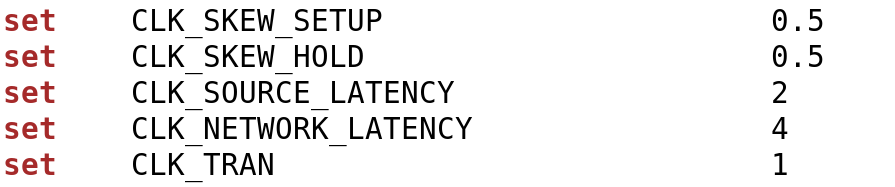 set CLK_SKEW_SETUP 0.5
set CLK_SKEW_HOLD 0.5
set CLK_SOURCE_LATENCY 2
set CLK_NETWORK_LATENCY 4
set CLK_TRAN 1